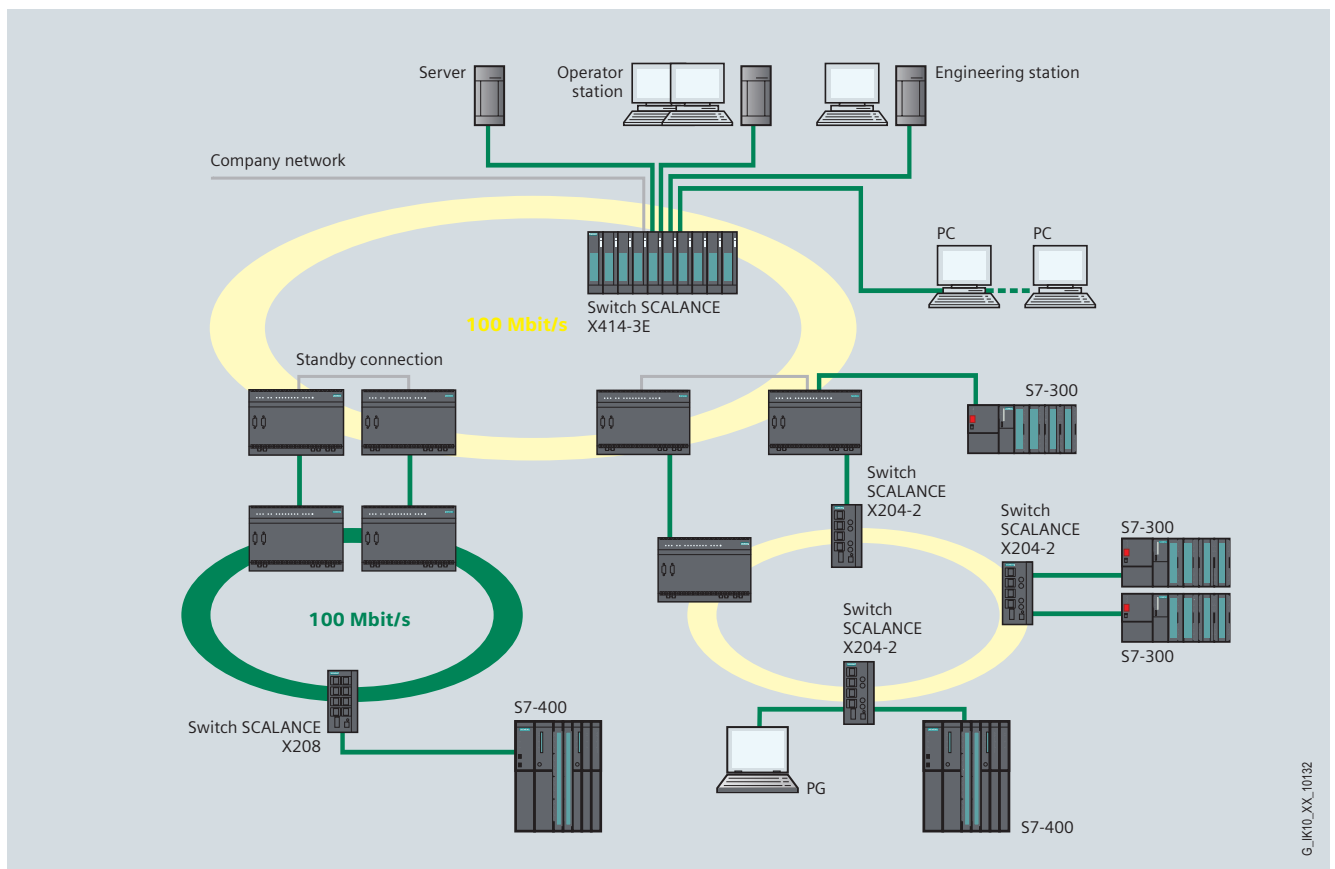 Server
Operator
station
Engineering station
Company network
PC
PC
Switch SCALANCE
X414-3E
100 Mbit/s
Standby connection
S7-300
Switch
SCALANCE
X204-2
Switch
SCALANCE
X204-2
S7-300
S7-300
100 Mbit/s
Switch
SCALANCE
X204-2
Switch SCALANCE
X208
S7-400
PG
S7-400
G_IK10_XX_10132